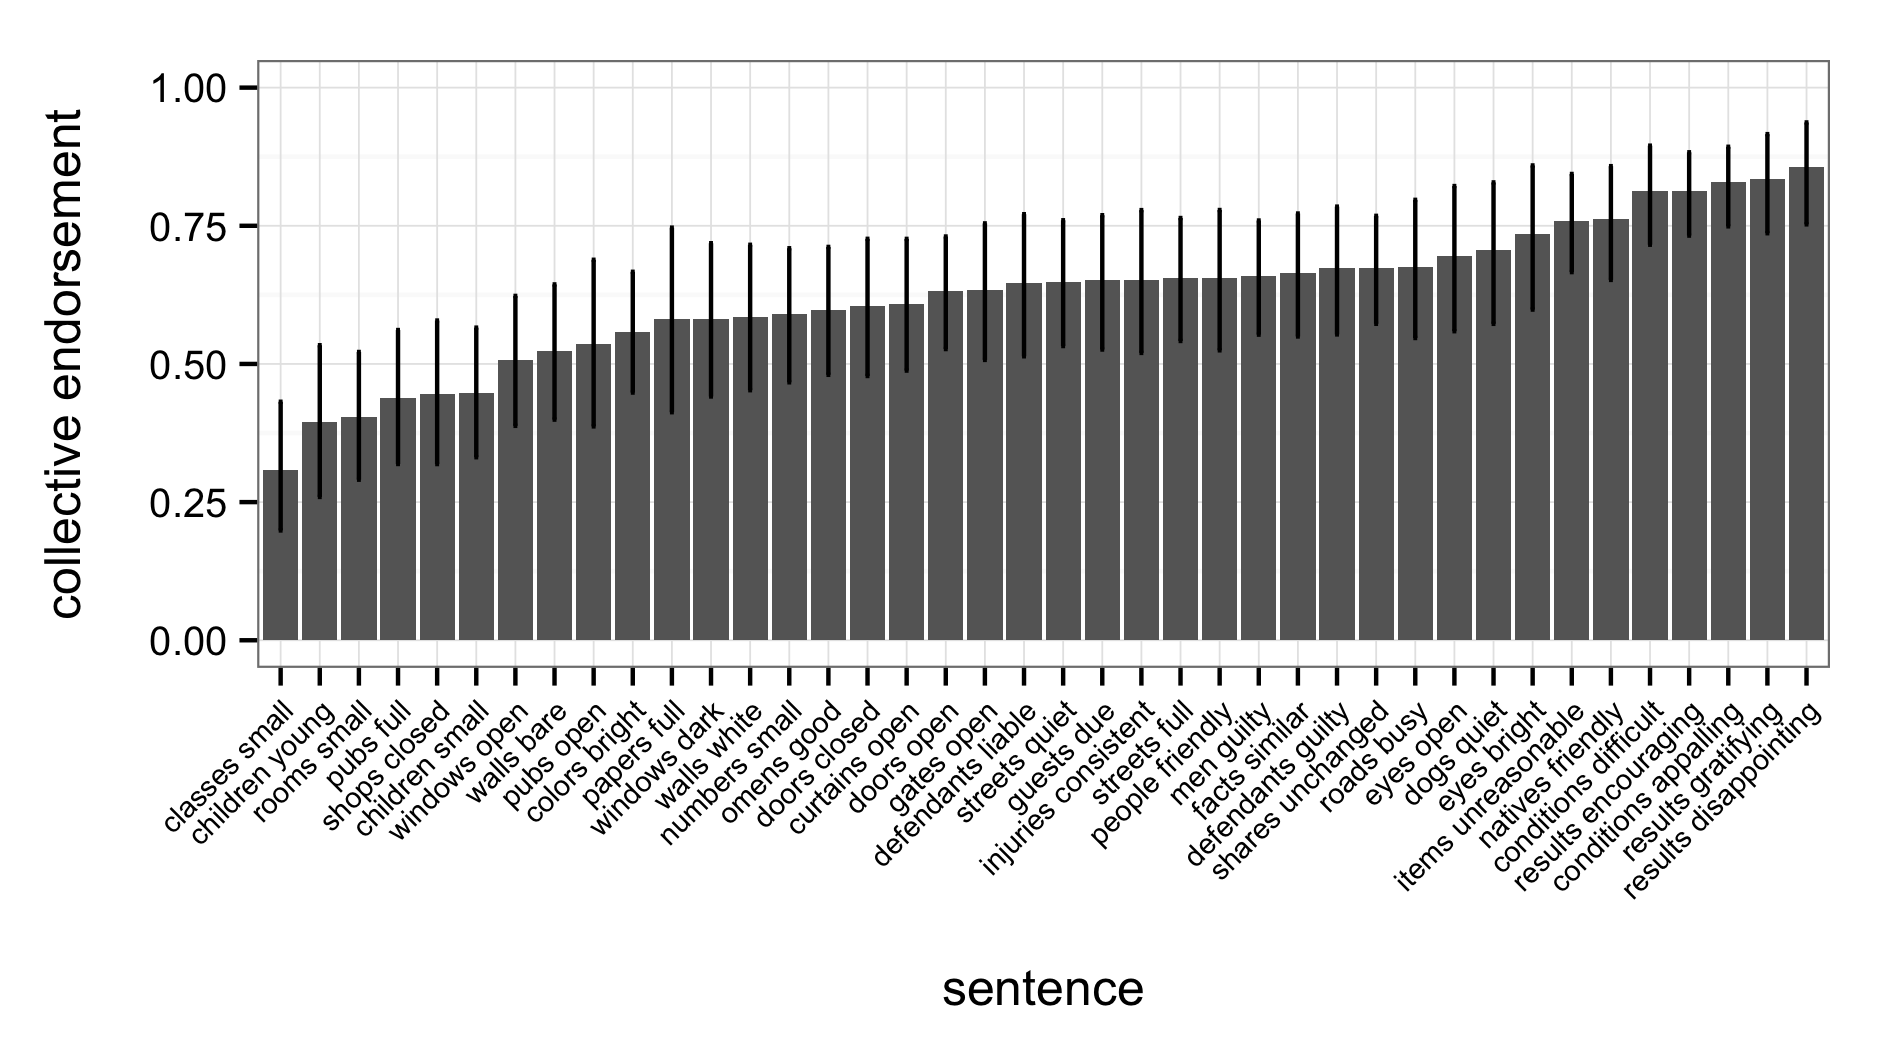 collective endorsement
1.00
0.75
0.50
0.25
0.00
classes small
children young
rooms small
pubs full
shops closed
children small
windows open
walls bare
pubs open
colors bright
papers full
windows dark
walls white
numbers small
omens good
doors closed
curtains open
doors open
gates open
defendants liable
streets quiet
guests due
injuries consistent
streets full
people friendly
men guilty
facts similar
defendants guilty
shares unchanged
roads busy
eyes open
dogs quiet
eyes bright
items unreasonable
natives friendly
conditions difficult
results encouraging
conditions appalling
results gratifying
results disappointing
sentence